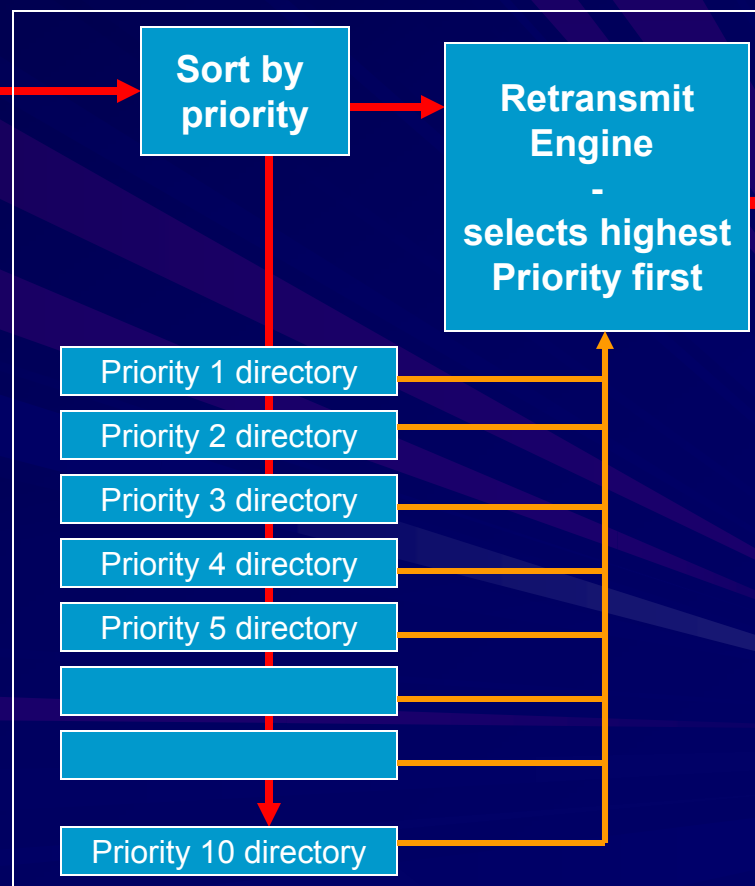 Sort by
priority
Retransmit
Engine
-
selects highest
Priority first
Priority 1 directory
Priority 2 directory
Priority 3 directory
Priority 4 directory
Priority 5 directory
Priority 10 directory